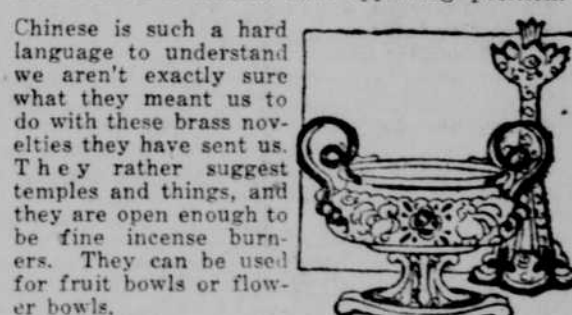 Chinese is such a hard
language to understand
we aren't exactly sure
what they meant us to
do with these brass nov-
elties they have sent us.
They rather suggest
temples and things, and
they are open enough to
be fine incense burn-
ers. They can be used
for fruit bowls or flow-
er bowls.